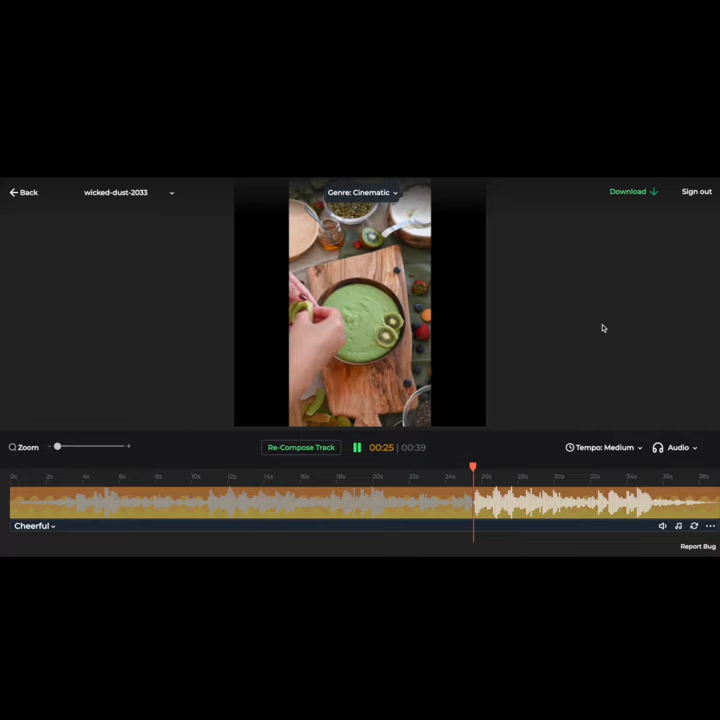 Back
wicked-dust-2033
Genre: Cinematic
Download
Sign out
Zoom
Re-Compose Track
00:25 | 00:39
Tempo: Medium
Audio
0s 2s 4s 6s 8s 10s 12s 14s 16s 18s 20s 22s 24s 26s 28s 30s 32s 34s 36s 38s
Cheerful
Report Bug